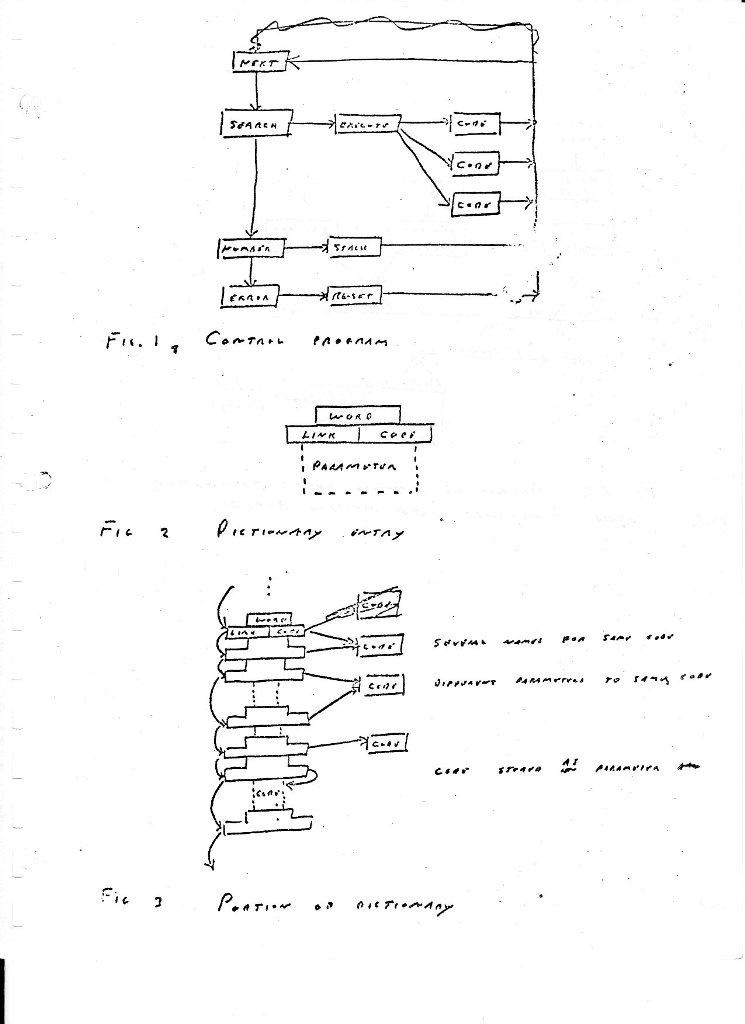 NEXT
SEARCH EXECUTE CODE
CODE
CODE
NUMBER STACK
ERROR RESET
FIG. 1, CONTROL PROGRAM
WORD
LINK CODE
PARAMETER
FIG 2 DICTIONARY ENTRY
CODE
WORD
LINK CODE
CODE SEVERAL NAMES FOR SAME CODE
CODE DIFFERENT PARAMETERS TO SAME CODE
CODE
CODE STORED AS PARAMETER
CODE
FIG 3 PORTION OF DICTIONARY